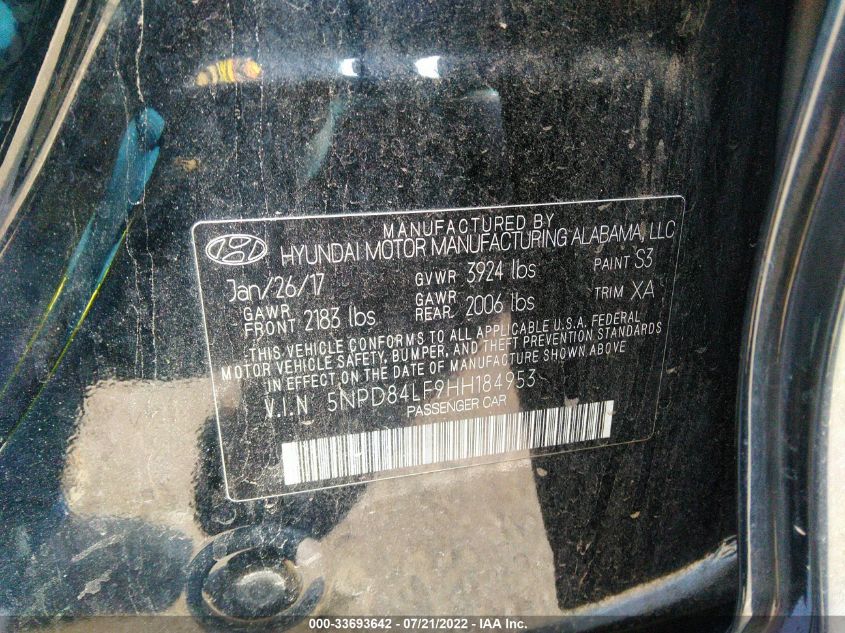 MANUFACTURED BY
HYUNDAI MOTOR MANUFACTURING ALABAMA, LLC
Jan/26/17 GVWR 3924 lbs PAINT S3
GAWR FRONT 2183 lbs GAWR REAR 2006 lbs TRIM XA
THIS VEHICLE CONFORMS TO ALL APPLICABLE U.S.A. FEDERAL
MOTOR VEHICLE SAFETY, BUMPER, AND THEFT PREVENTION STANDARDS
IN EFFECT ON THE DATE OF MANUFACTURE SHOWN ABOVE
V.I.N 5NPD84LF9HH184953
PASSENGER CAR
000-33693642 - 07/21/2022 - IAA Inc.